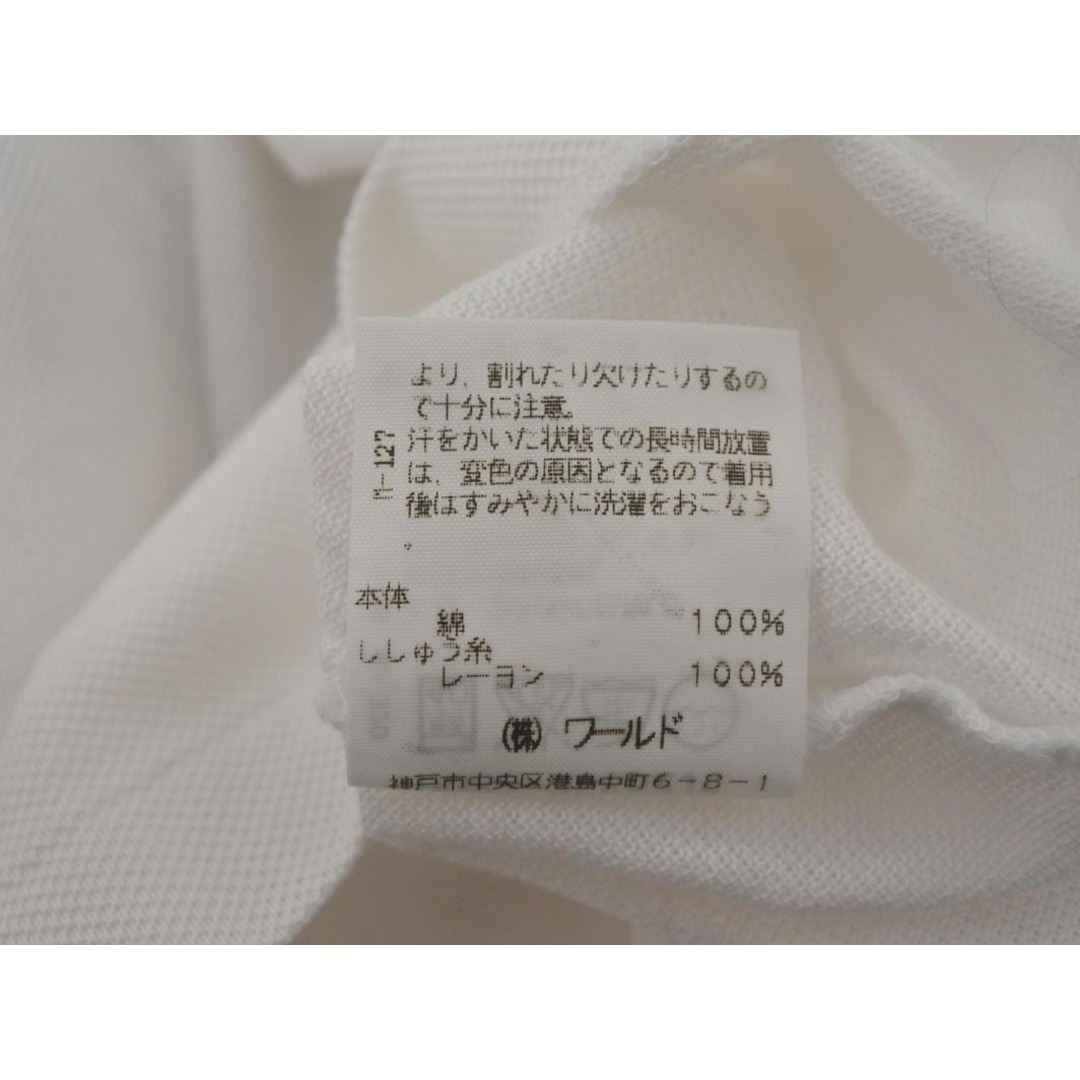 より、割れたり欠けたりするの
で十分に注意。
汗をかいた状態での長時間放置
は、変色の原因となるので着用
後はすみやかに洗濯をおこなう
。
M-127
本体
綿 100%
ししゅう糸
レーヨン 100%
(株) ワールド
神戸市中央区港島中町6-8-1